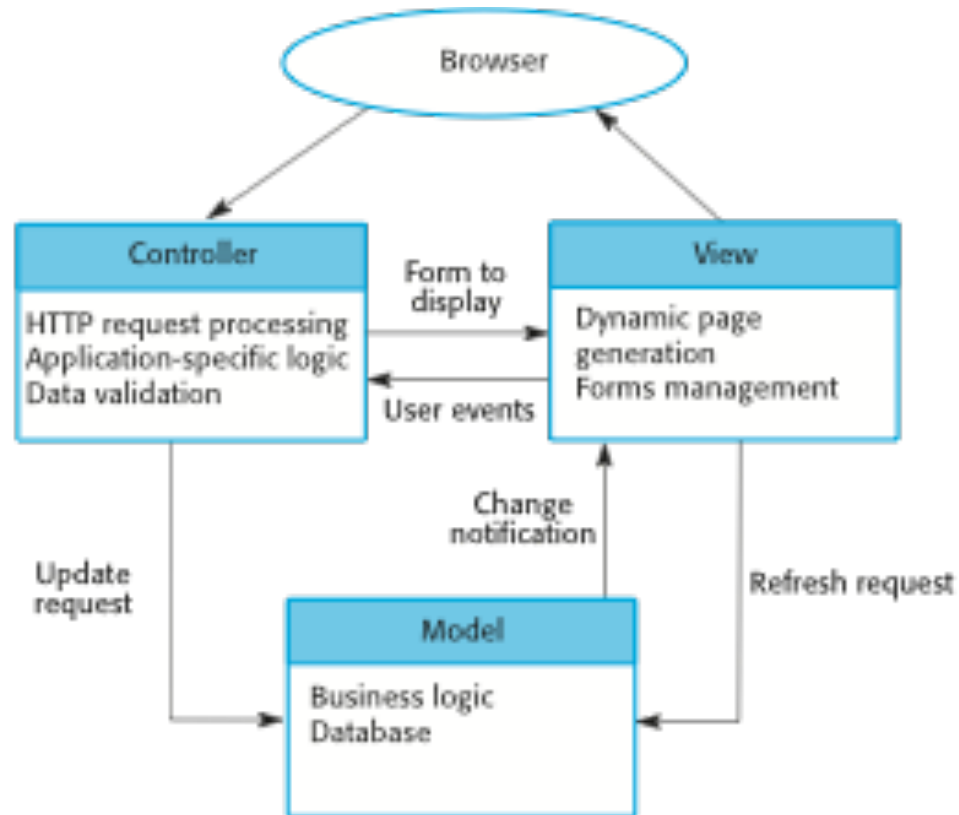 Browser
Controller
HTTP request processing
Application-specific logic
Data validation
Form to
display
User events
View
Dynamic page
generation
Forms management
Update
request
Change
notification
Refresh request
Model
Business logic
Database